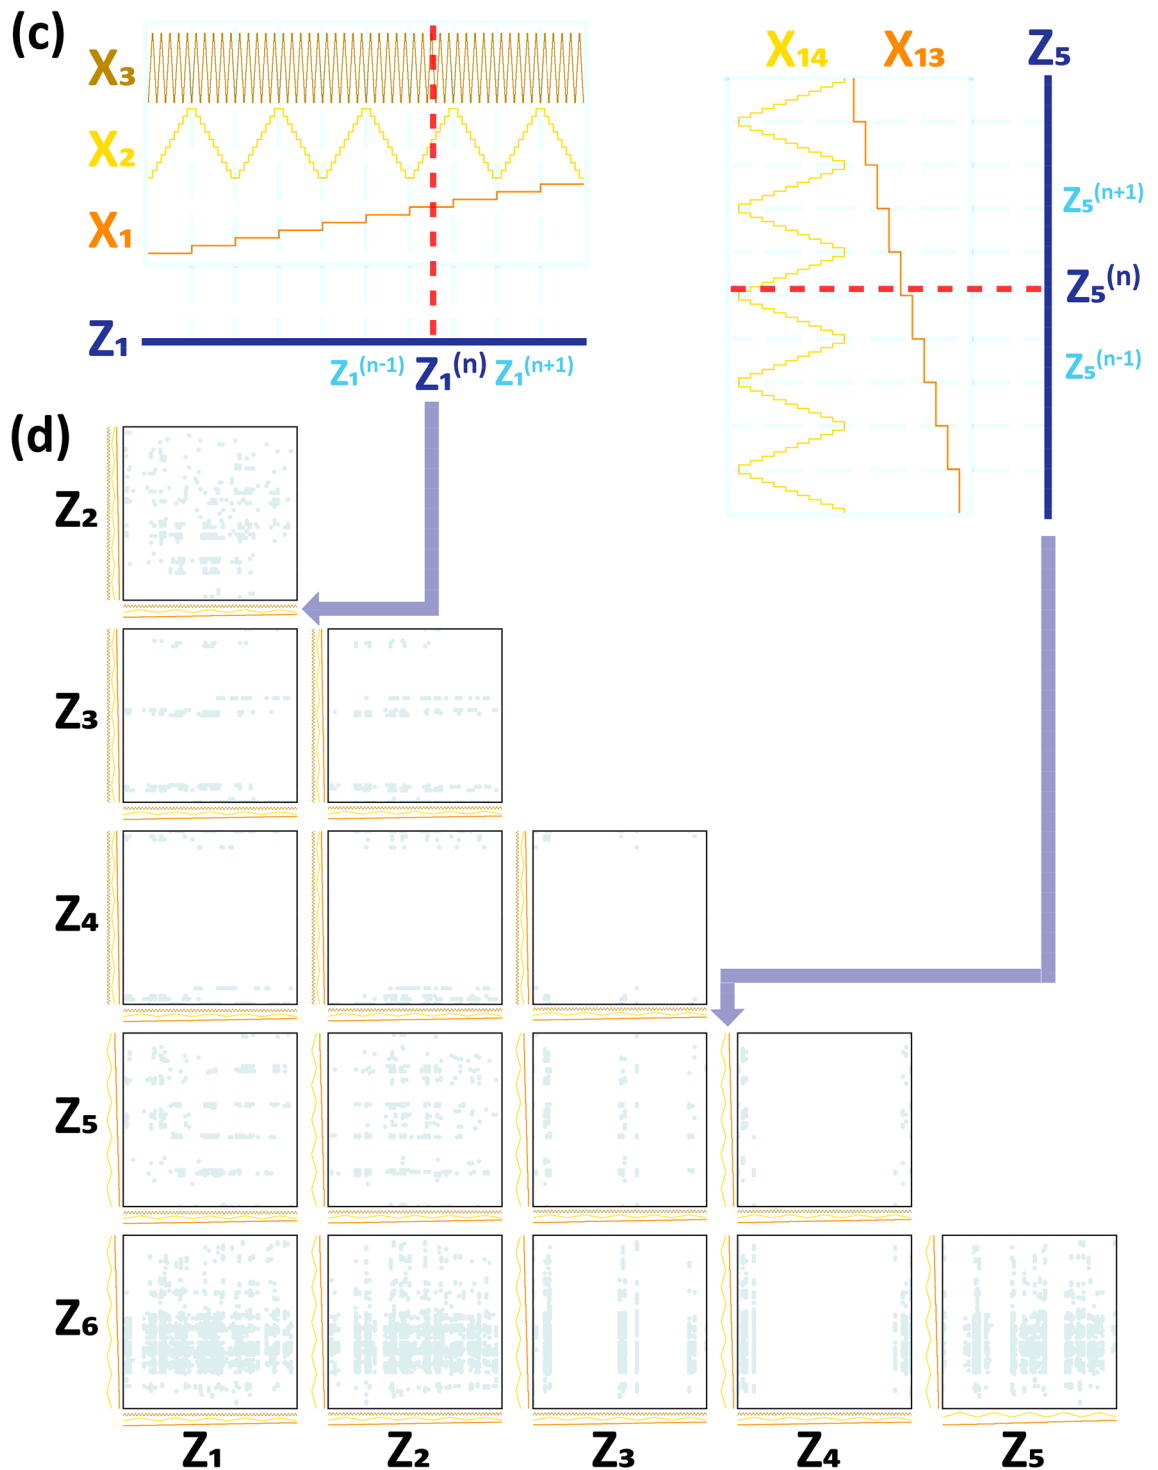 (c)
X₃
X₂
X₁
Z₁
Z₁⁽ⁿ⁻¹⁾ Z₁⁽ⁿ⁾ Z₁⁽ⁿ⁺¹⁾
X₁₄ X₁₃ Z₅
Z₅⁽ⁿ⁺¹⁾
Z₅⁽ⁿ⁾
Z₅⁽ⁿ⁻¹⁾
(d)
Z₂
Z₃
Z₄
Z₅
Z₆
Z₁ Z₂ Z₃ Z₄ Z₅